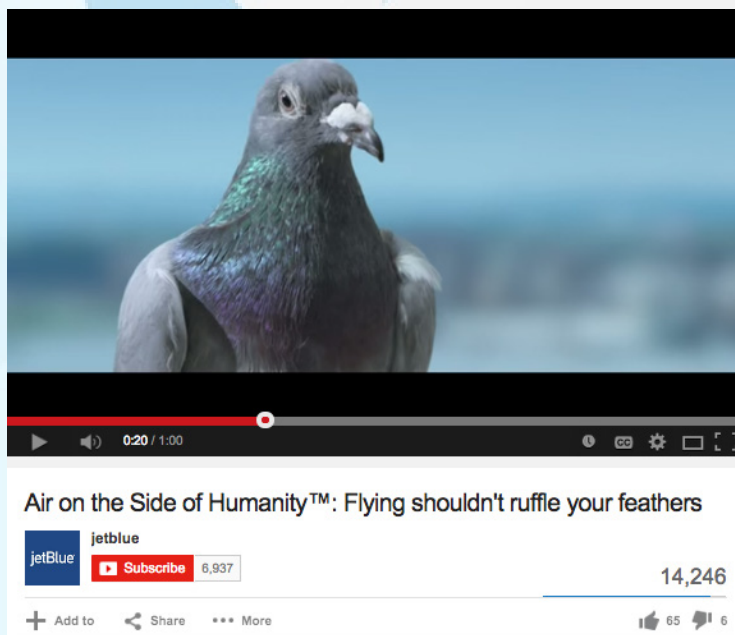 0:20 / 1:00
CC
Air on the Side of Humanity™: Flying shouldn't ruffle your feathers
jetBlue
jetblue
Subscribe 6,937
14,246
Add to Share More 65 6